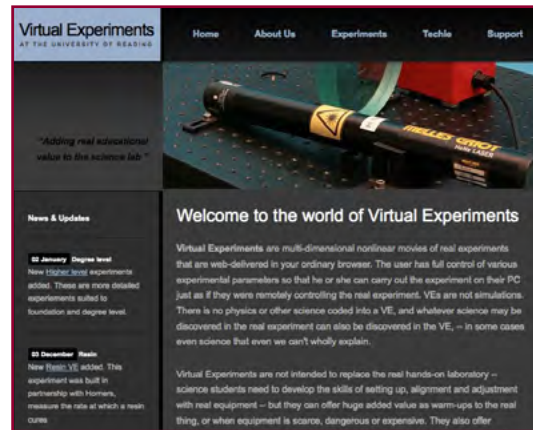 Virtual Experiments
AT THE UNIVERSITY OF READING
Home About Us Experiments Techie Support
"Adding real educational
value to the science lab "
MELLES GRIOT
HeNe LASER
News & Updates
02 January Degree level
New Higher level experiments
added. These are more detailed
experiements suited to
foundation and degree level.
03 December Resin
New Resin VE added. This
experiment was built in
partnership with Homers,
measure the rate at which a resin
cures
Welcome to the world of Virtual Experiments
Virtual Experiments are multi-dimensional nonlinear movies of real experiments
that are web-delivered in your ordinary browser. The user has full control of various
experimental parameters so that he or she can carry out the experiment on their PC
just as if they were remotely controlling the real experiment. VEs are not simulations.
There is no physics or other science coded into a VE, and whatever science may be
discovered in the real experiment can also be discovered in the VE, – in some cases
even science that even we can't wholly explain.
Virtual Experiments are not intended to replace the real hands-on laboratory –
science students need to develop the skills of setting up, alignment and adjustment
with real equipment – but they can offer huge added value as warm-ups to the real
thing, or when equipment is scarce, dangerous or expensive. They also offer